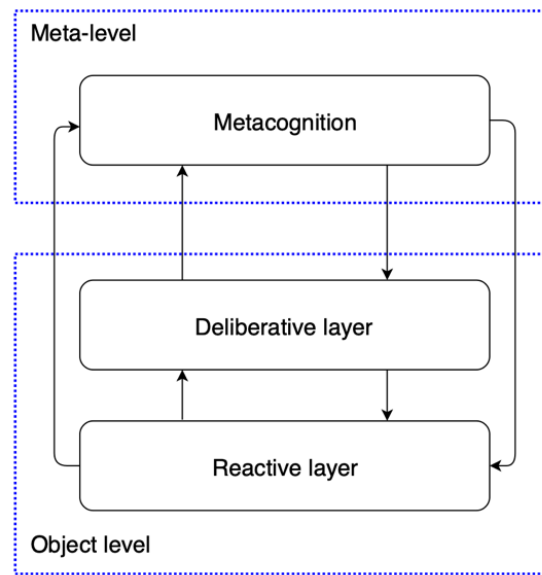 Meta-level
Metacognition
Deliberative layer
Reactive layer
Object level